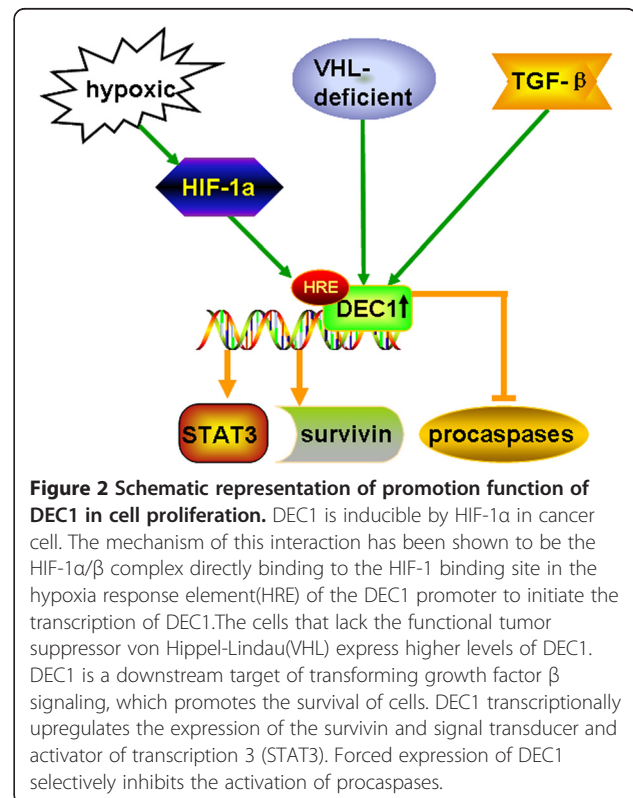 hypoxic
VHL-
deficient
TGF- β
HIF-1a
HRE
DEC1
STAT3
survivin
procaspases
Figure 2 Schematic representation of promotion function of
DEC1 in cell proliferation. DEC1 is inducible by HIF-1α in cancer
cell. The mechanism of this interaction has been shown to be the
HIF-1α/β complex directly binding to the HIF-1 binding site in the
hypoxia response element(HRE) of the DEC1 promoter to initiate the
transcription of DEC1.The cells that lack the functional tumor
suppressor von Hippel-Lindau(VHL) express higher levels of DEC1.
DEC1 is a downstream target of transforming growth factor β
signaling, which promotes the survival of cells. DEC1 transcriptionally
upregulates the expression of the survivin and signal transducer and
activator of transcription 3 (STAT3). Forced expression of DEC1
selectively inhibits the activation of procaspases.